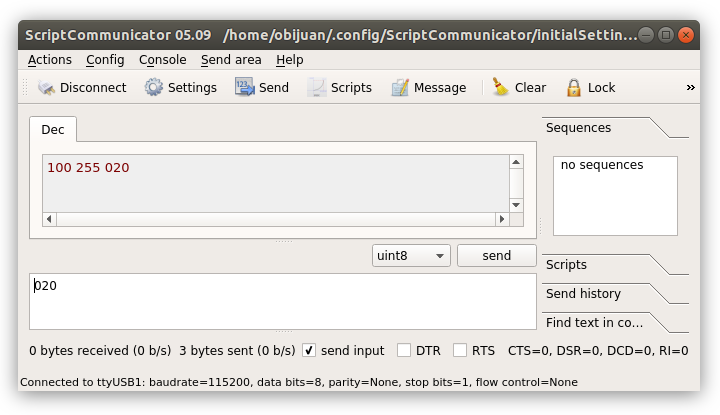 ScriptCommunicator 05.09 /home/obijuan/.config/ScriptCommunicator/initialSettin...
Actions Config Console Send area Help
Disconnect Settings Send Scripts Message Clear Lock »
Dec
100 255 020
Sequences
no sequences
uint8 send
020
Scripts
Send history
Find text in co...
0 bytes received (0 b/s) 3 bytes sent (0 b/s) send input DTR RTS CTS=0, DSR=0, DCD=0, RI=0
Connected to ttyUSB1: baudrate=115200, data bits=8, parity=None, stop bits=1, flow control=None